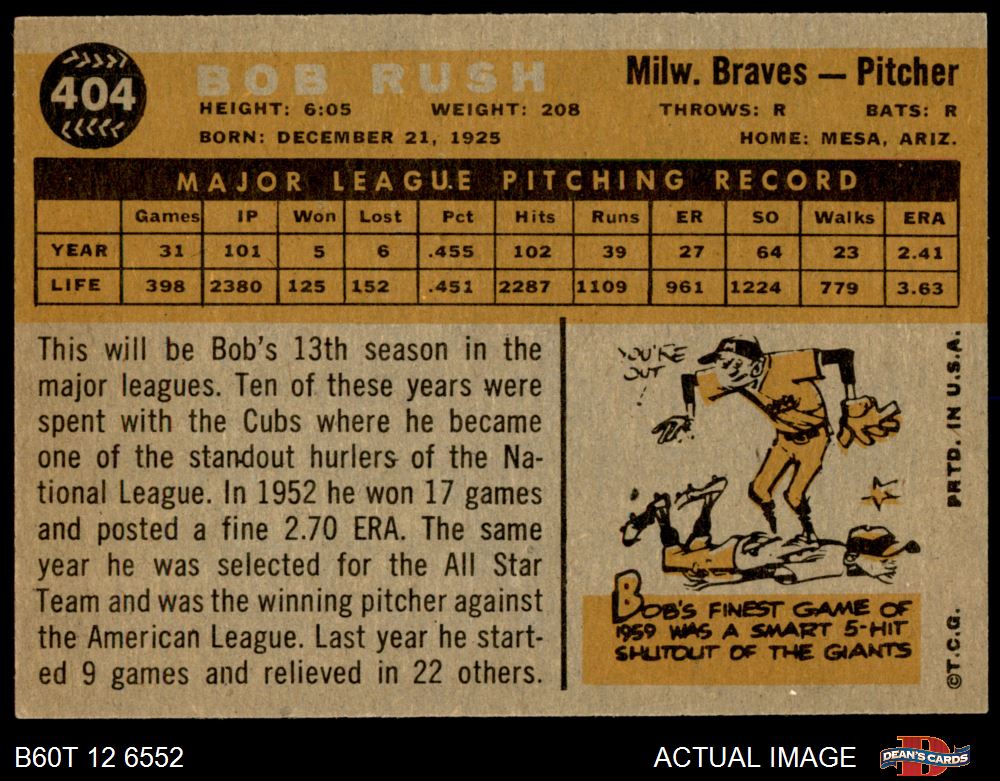 404
BOB RUSH
Milw. Braves — Pitcher
HEIGHT: 6:05 WEIGHT: 208 THROWS: R BATS: R
BORN: DECEMBER 21, 1925 HOME: MESA, ARIZ.
MAJOR LEAGUE PITCHING RECORD
Games IP Won Lost Pct Hits Runs ER SO Walks ERA
YEAR 31 101 5 6 .455 102 39 27 64 23 2.41
LIFE 398 2380 125 152 .451 2287 1109 961 1224 779 3.63
This will be Bob's 13th season in the
major leagues. Ten of these years were
spent with the Cubs where he became
one of the standout hurlers of the Na-
tional League. In 1952 he won 17 games
and posted a fine 2.70 ERA. The same
year he was selected for the All Star
Team and was the winning pitcher against
the American League. Last year he start-
ed 9 games and relieved in 22 others.
YOU'RE
OUT
BOB'S FINEST GAME OF
1959 WAS A SMART 5-HIT
SHUTOUT OF THE GIANTS
©T.C.G. PRTD. IN U.S.A.
B60T 12 6552
ACTUAL IMAGE
DEAN'S CARDS